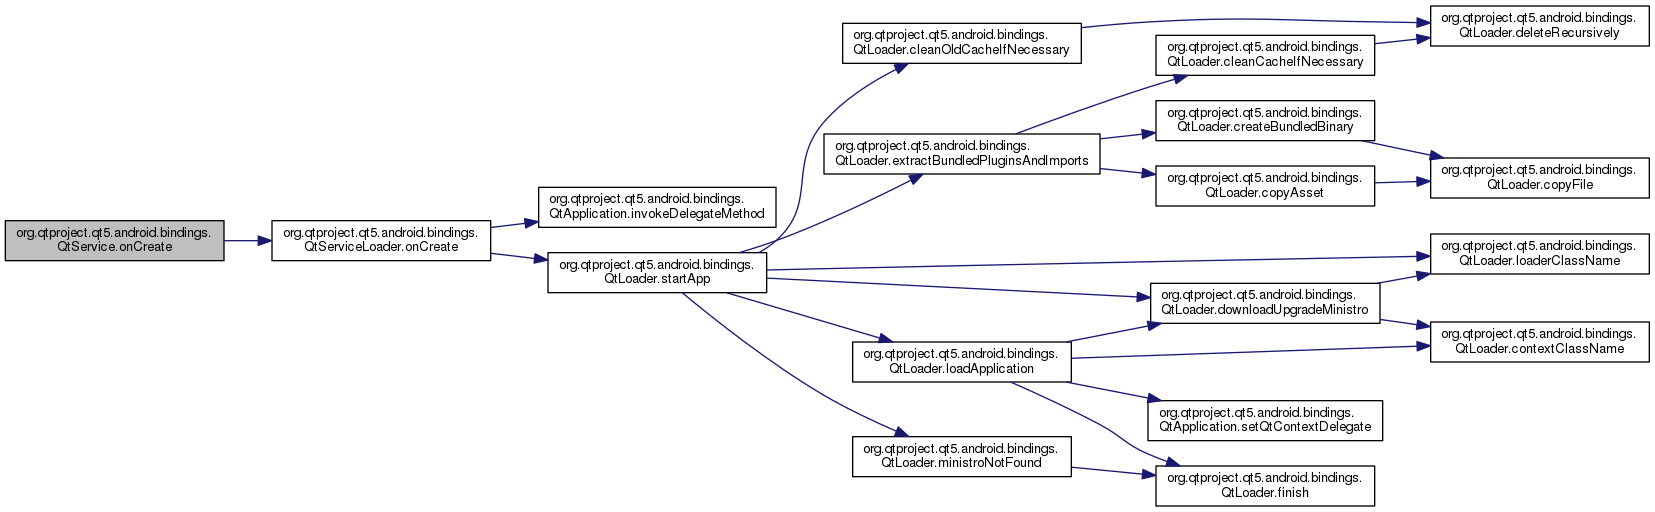 org.qtproject.qt5.android.bindings.
QtService.onCreate
org.qtproject.qt5.android.bindings.
QtServiceLoader.onCreate
org.qtproject.qt5.android.bindings.
QtApplication.invokeDelegateMethod
org.qtproject.qt5.android.bindings.
QtLoader.startApp
org.qtproject.qt5.android.bindings.
QtLoader.cleanOldCacheIfNecessary
org.qtproject.qt5.android.bindings.
QtLoader.extractBundledPluginsAndImports
org.qtproject.qt5.android.bindings.
QtLoader.loadApplication
org.qtproject.qt5.android.bindings.
QtLoader.ministroNotFound
org.qtproject.qt5.android.bindings.
QtLoader.cleanCacheIfNecessary
org.qtproject.qt5.android.bindings.
QtLoader.createBundledBinary
org.qtproject.qt5.android.bindings.
QtLoader.copyAsset
org.qtproject.qt5.android.bindings.
QtLoader.downloadUpgradeMinistro
org.qtproject.qt5.android.bindings.
QtApplication.setQtContextDelegate
org.qtproject.qt5.android.bindings.
QtLoader.finish
org.qtproject.qt5.android.bindings.
QtLoader.deleteRecursively
org.qtproject.qt5.android.bindings.
QtLoader.copyFile
org.qtproject.qt5.android.bindings.
QtLoader.loaderClassName
org.qtproject.qt5.android.bindings.
QtLoader.contextClassName